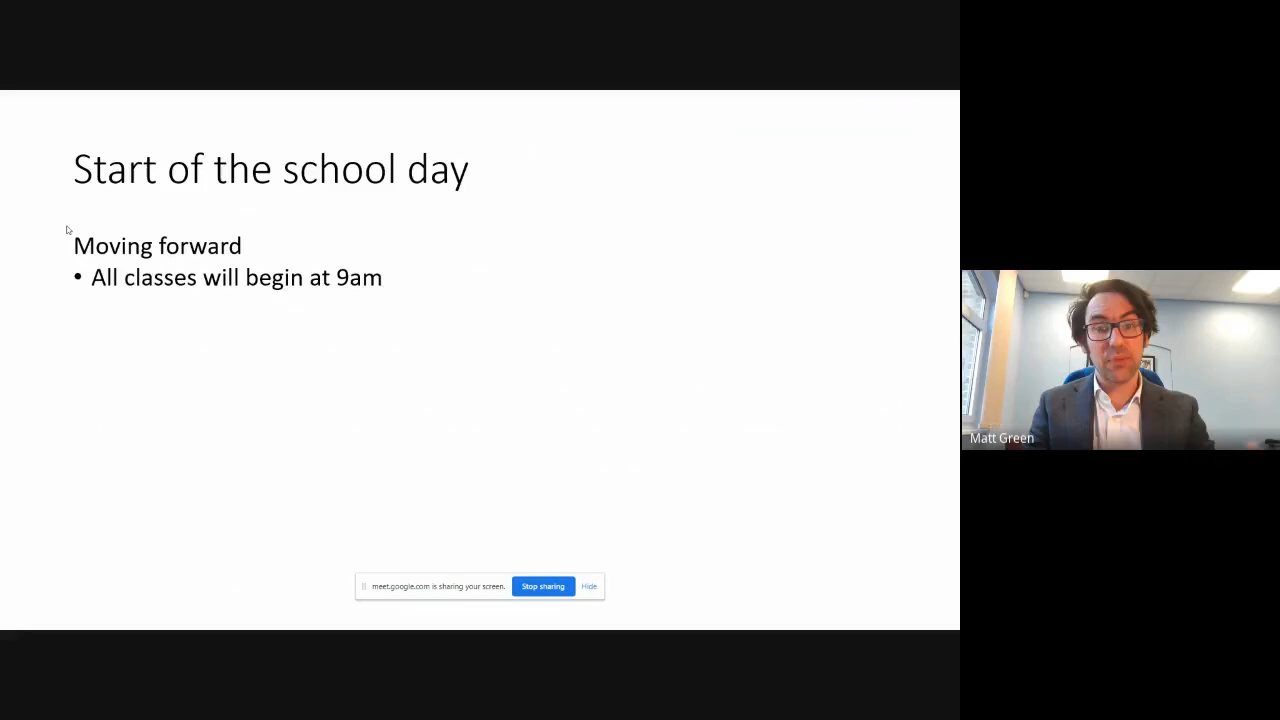 Start of the school day
Moving forward
• All classes will begin at 9am
Matt Green
meet.google.com is sharing your screen. Stop sharing Hide